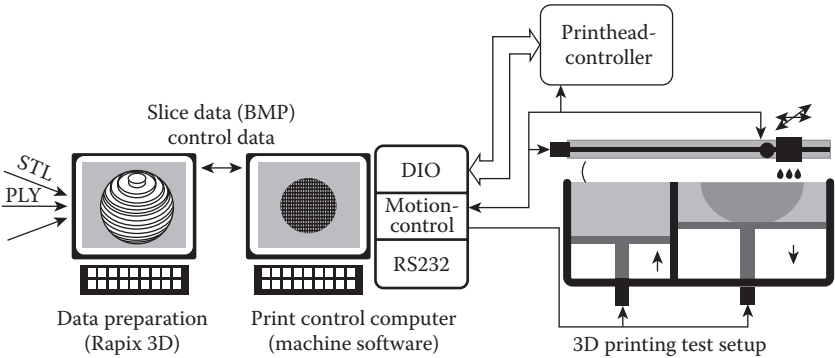 Printhead-
controller
Slice data (BMP)
control data
STL
PLY
DIO
Motion-
control
RS232
Data preparation
(Rapix 3D)
Print control computer
(machine software)
3D printing test setup